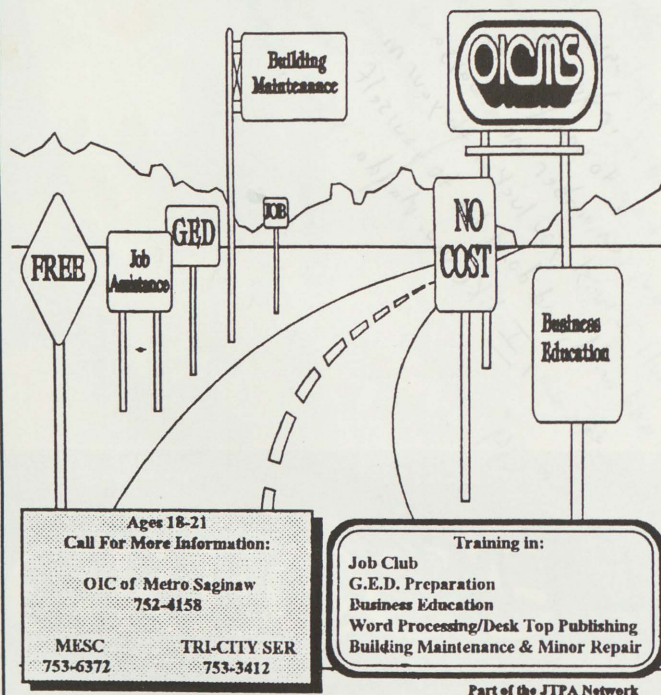 Building
Maintenance
OICMS
FREE
Job
Assistance
GED
JOB
NO
COST
Business
Education
Ages 18-21
Call For More Information:
OIC of Metro Saginaw
752-4158
MESC TRI-CITY SER
753-6372 753-3412
Training in:
Job Club
G.E.D. Preparation
Business Education
Word Processing/Desk Top Publishing
Building Maintenance & Minor Repair
Part of the JTPA Network